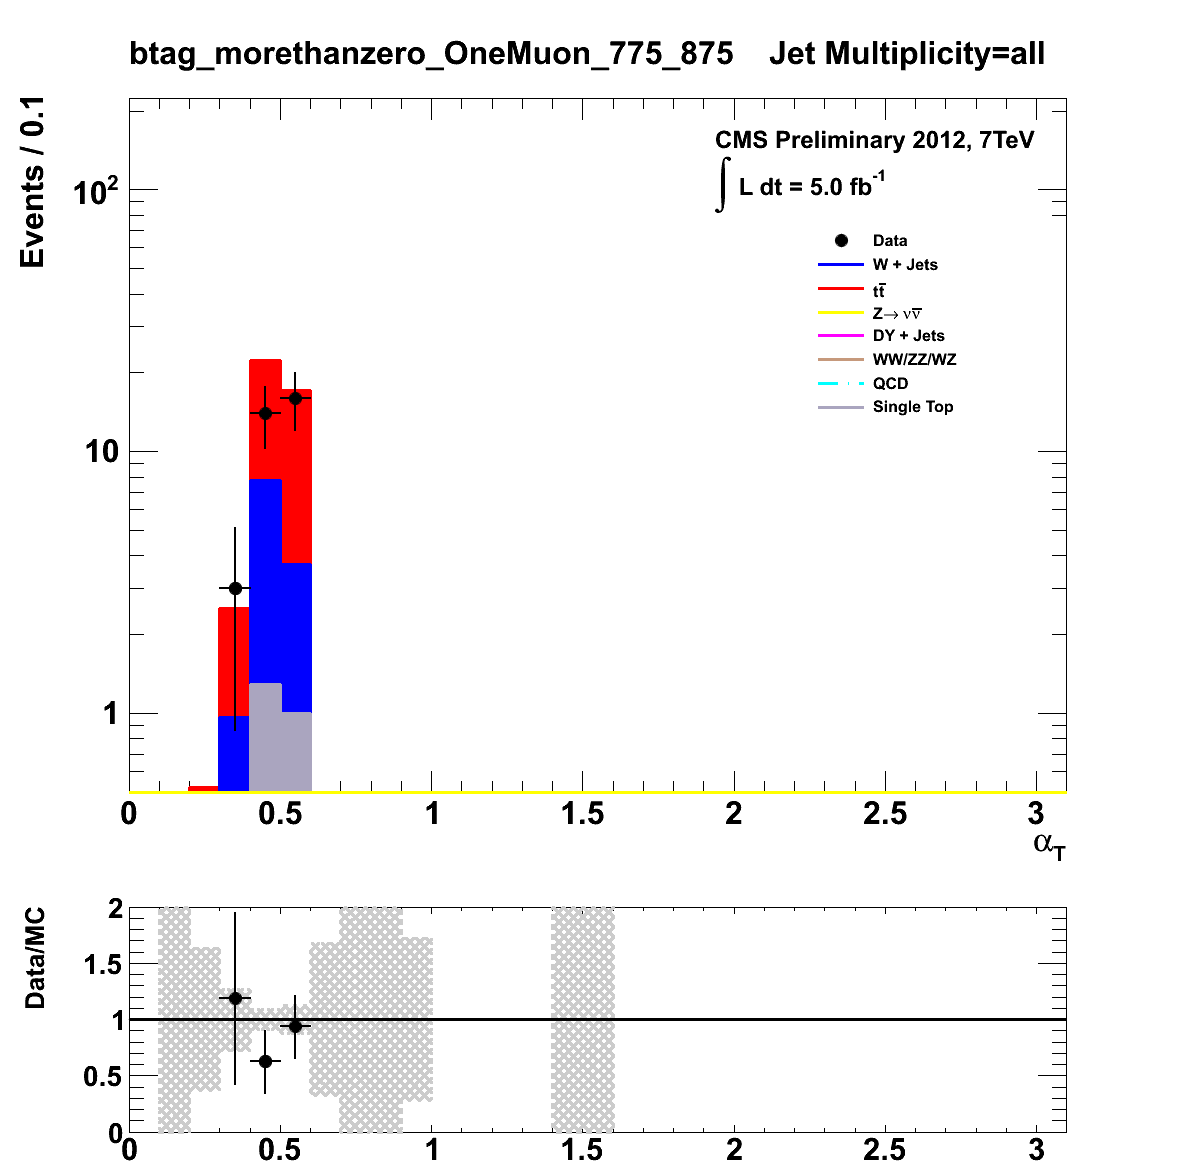 btag_morethanzero_OneMuon_775_875    Jet Multiplicity=all
Events / 0.1
CMS Preliminary 2012, 7TeV
∫ L dt = 5.0 fb⁻¹
Data
W + Jets
tt̅
Z→ νν̅
DY + Jets
WW/ZZ/WZ
QCD
Single Top
10²
10
1
0 0.5 1 1.5 2 2.5 3
α_T
Data/MC
2
1.5
1
0.5
0
0 0.5 1 1.5 2 2.5 3